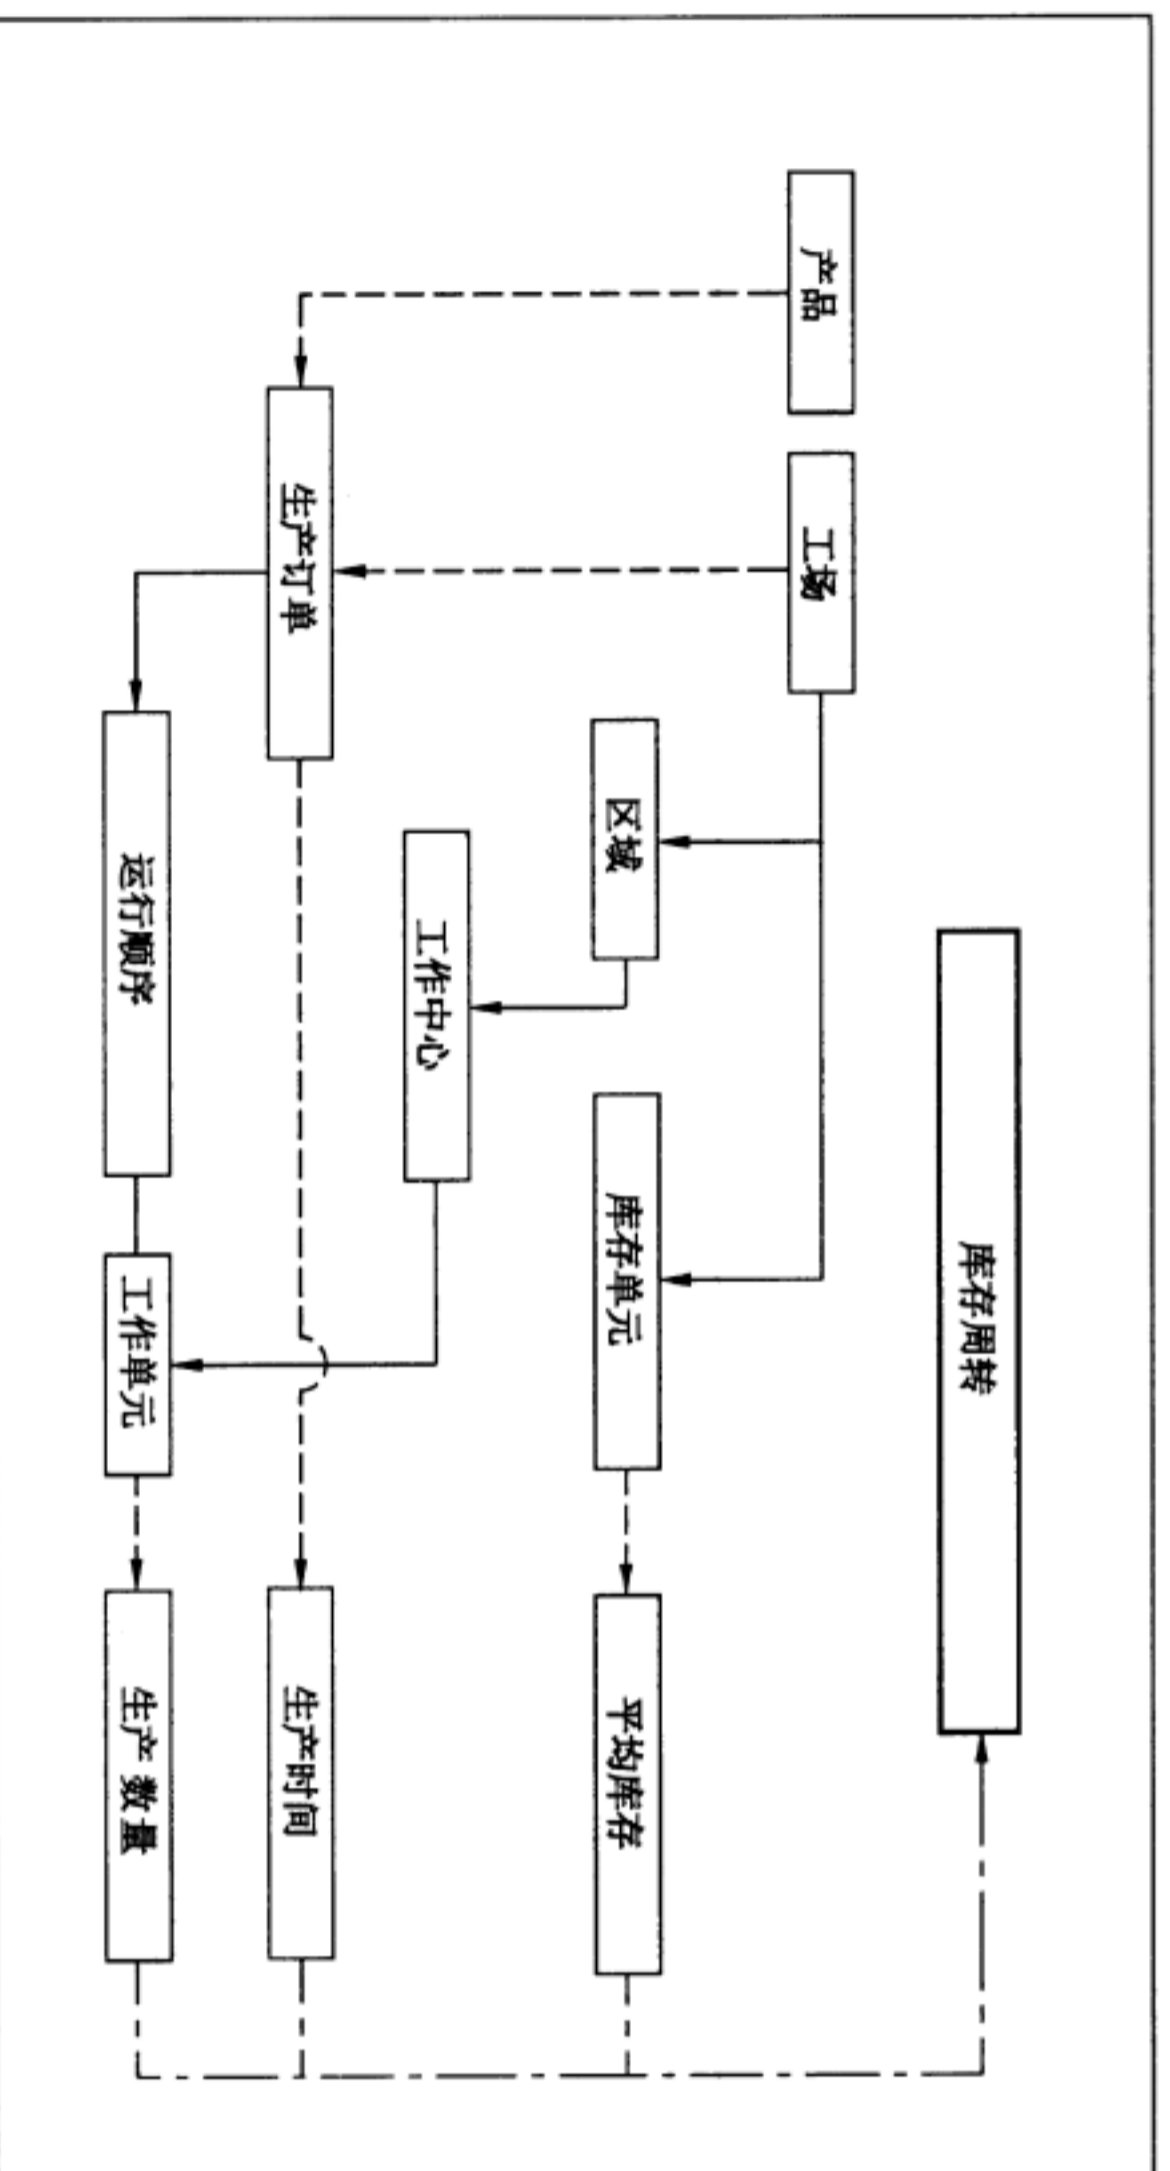 库存周转
产品
工场
区域
库存单元
平均库存
工作中心
生产订单
生产时间
运行顺序
工作单元
生产数量